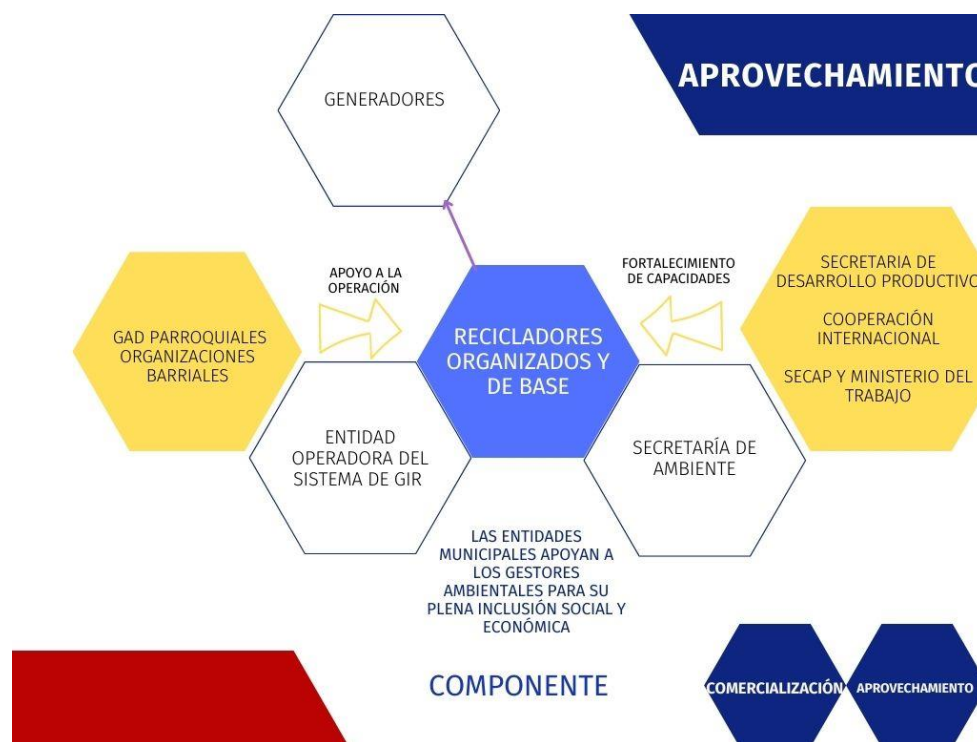 APROVECHAMIENTO
GENERADORES
APOYO A LA
OPERACIÓN
FORTALECIMIENTO
DE CAPACIDADES
GAD PARROQUIALES
ORGANIZACIONES
BARRIALES
RECICLADORES
ORGANIZADOS Y
DE BASE
SECRETARIA DE
DESARROLLO PRODUCTIVO
COOPERACIÓN
INTERNACIONAL
SECAP Y MINISTERIO DEL
TRABAJO
ENTIDAD
OPERADORA DEL
SISTEMA DE GIR
SECRETARÍA DE
AMBIENTE
LAS ENTIDADES
MUNICIPALES APOYAN A
LOS GESTORES
AMBIENTALES PARA SU
PLENA INCLUSIÓN SOCIAL Y
ECONÓMICA
COMPONENTE
COMERCIALIZACIÓN
APROVECHAMIENTO